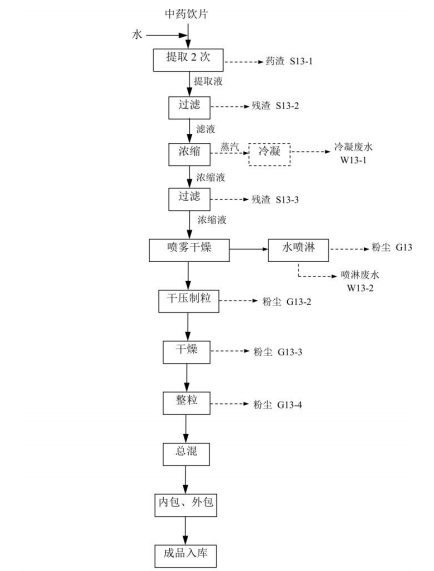 中药饮片
水
提取2次
药渣 S13-1
提取液
过滤
残渣 S13-2
滤液
浓缩
蒸汽
冷凝
冷凝废水
W13-1
浓缩液
过滤
残渣 S13-3
浓缩液
喷雾干燥
水喷淋
粉尘 G13
喷淋废水
W13-2
干压制粒
粉尘 G13-2
干燥
粉尘 G13-3
整粒
粉尘 G13-4
总混
内包、外包
成品入库